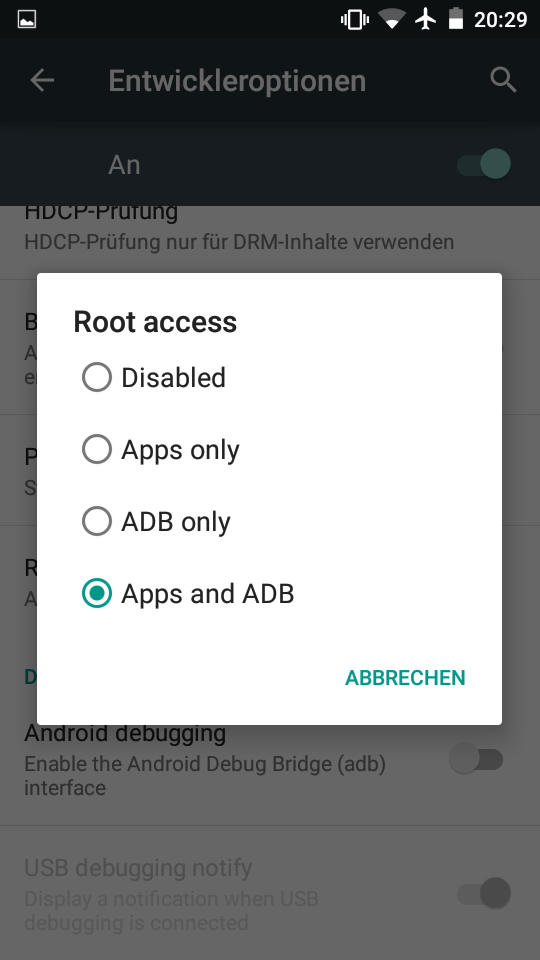 20:29
Entwickleroptionen
An
HDCP-Prüfung
HDCP-Prüfung nur für DRM-Inhalte verwenden
Root access
Disabled
Apps only
ADB only
Apps and ADB
ABBRECHEN
Android debugging
Enable the Android Debug Bridge (adb)
interface
USB debugging notify
Display a notification when USB
debugging is connected